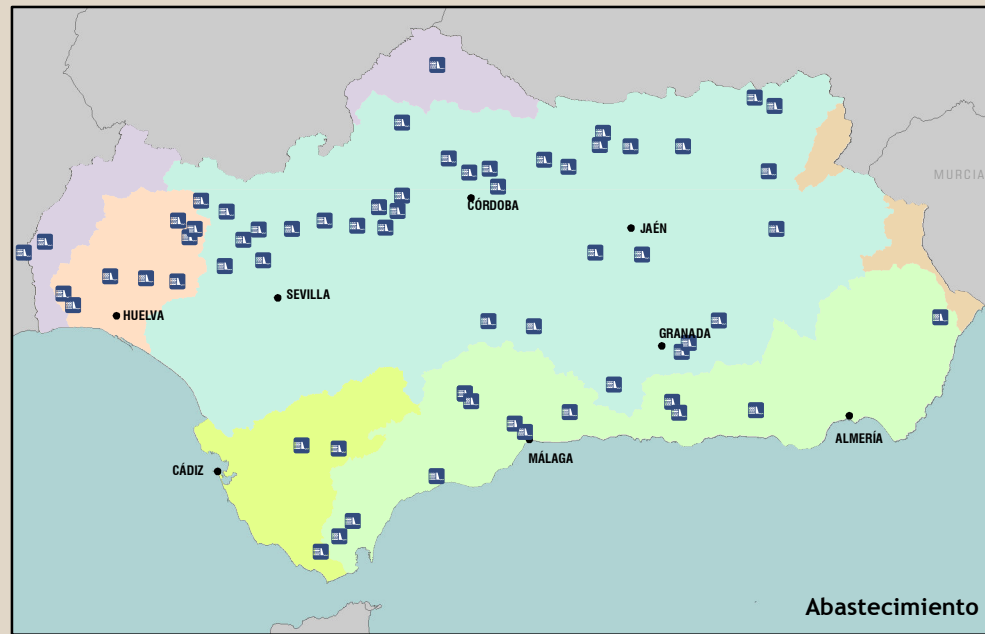 MURCIA
CÓRDOBA
JAÉN
SEVILLA
HUELVA
GRANADA
ALMERÍA
MÁLAGA
CÁDIZ
Abastecimiento